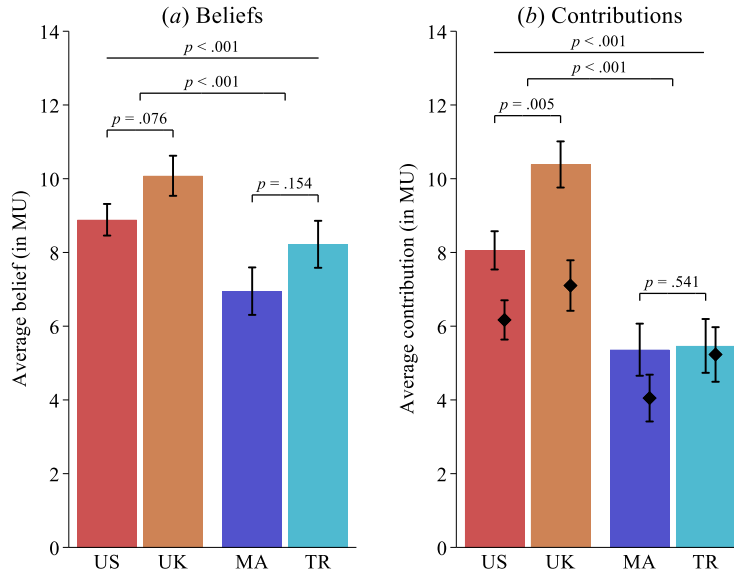 (a) Beliefs
p < .001
p < .001
p = .076
p = .154
14
12
10
8
6
4
2
0
Average belief (in MU)
US
UK
MA
TR
(b) Contributions
p < .001
p < .001
p = .005
p = .541
14
12
10
8
6
4
2
0
Average contribution (in MU)
US
UK
MA
TR